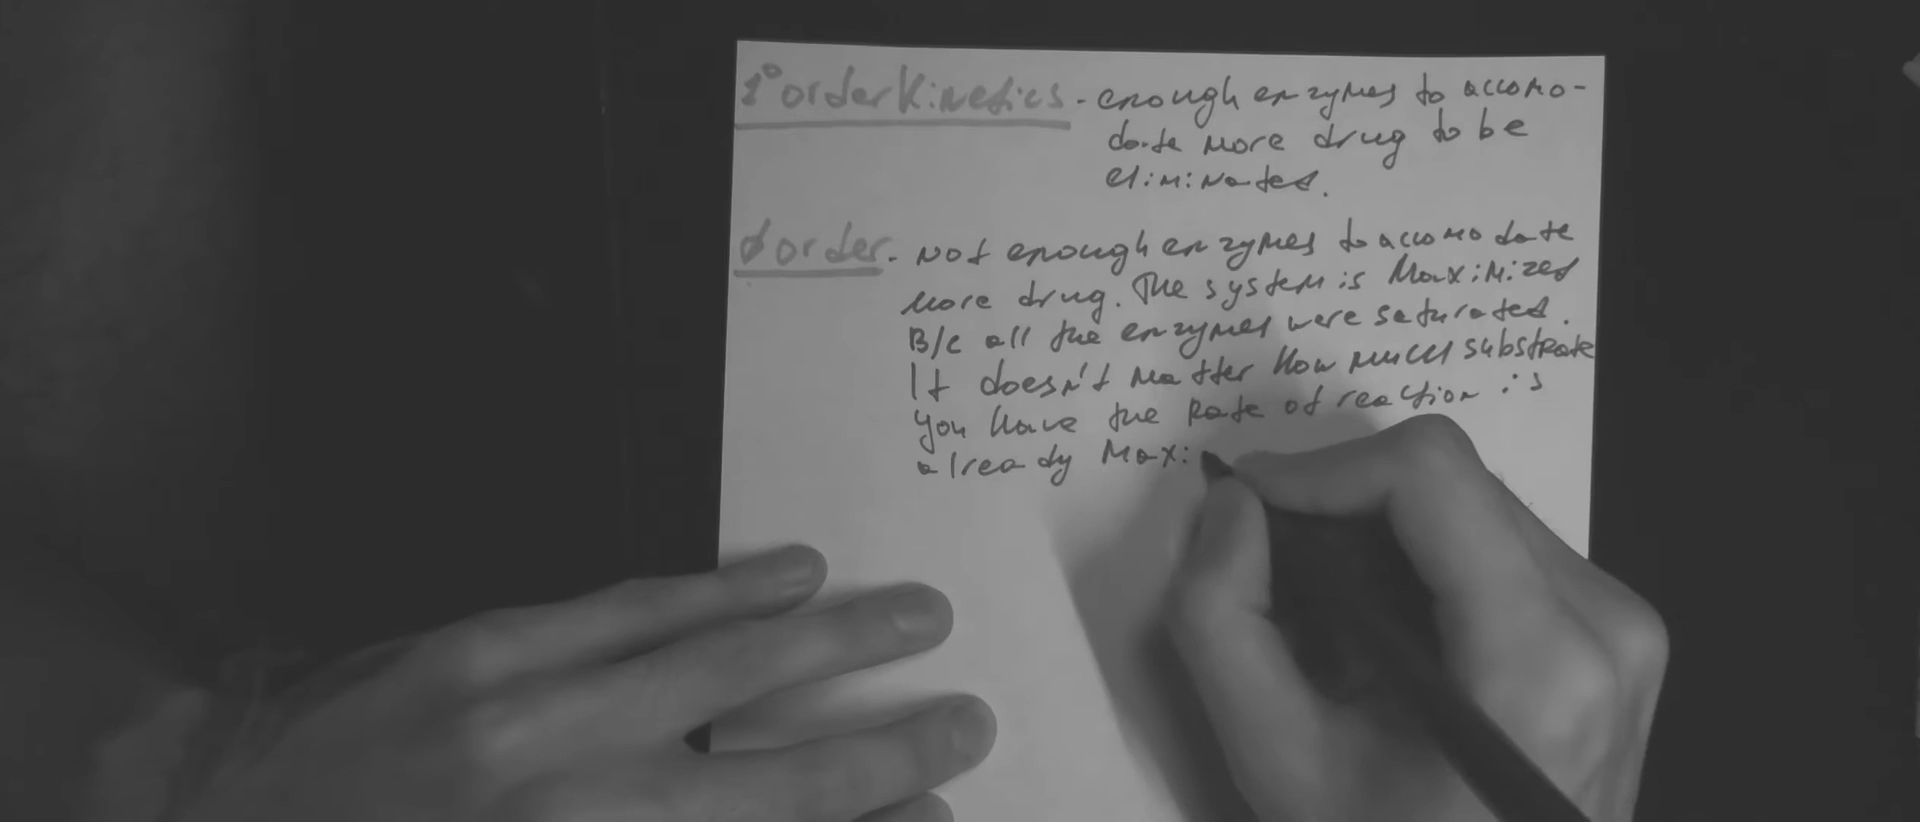 1° order Kinetics - enough enzymes to accomo-
date more drug to be
eliminated.
Ø order - Not enough enzymes to accomodate
more drug. The system is Maximized
B/c all the enzymes were saturated.
It doesn't matter How much substrate
you have the Rate of reaction is
already Maxi